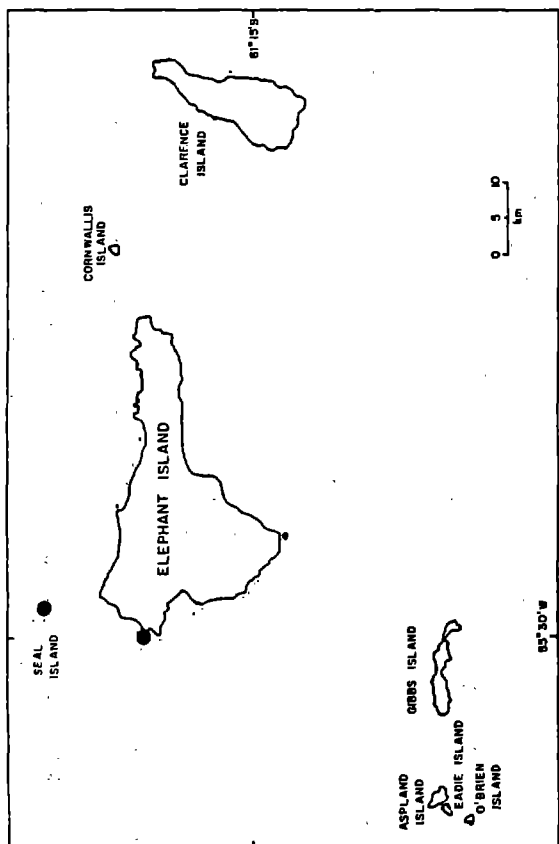 61° 15'S
CLARENCE
ISLAND
CORNWALLIS
ISLAND
0 5 10
km
ELEPHANT ISLAND
SEAL
ISLAND
GIBBS ISLAND
65° 30'W
ASPLAND
ISLAND
EADIE ISLAND
O'BRIEN
ISLAND